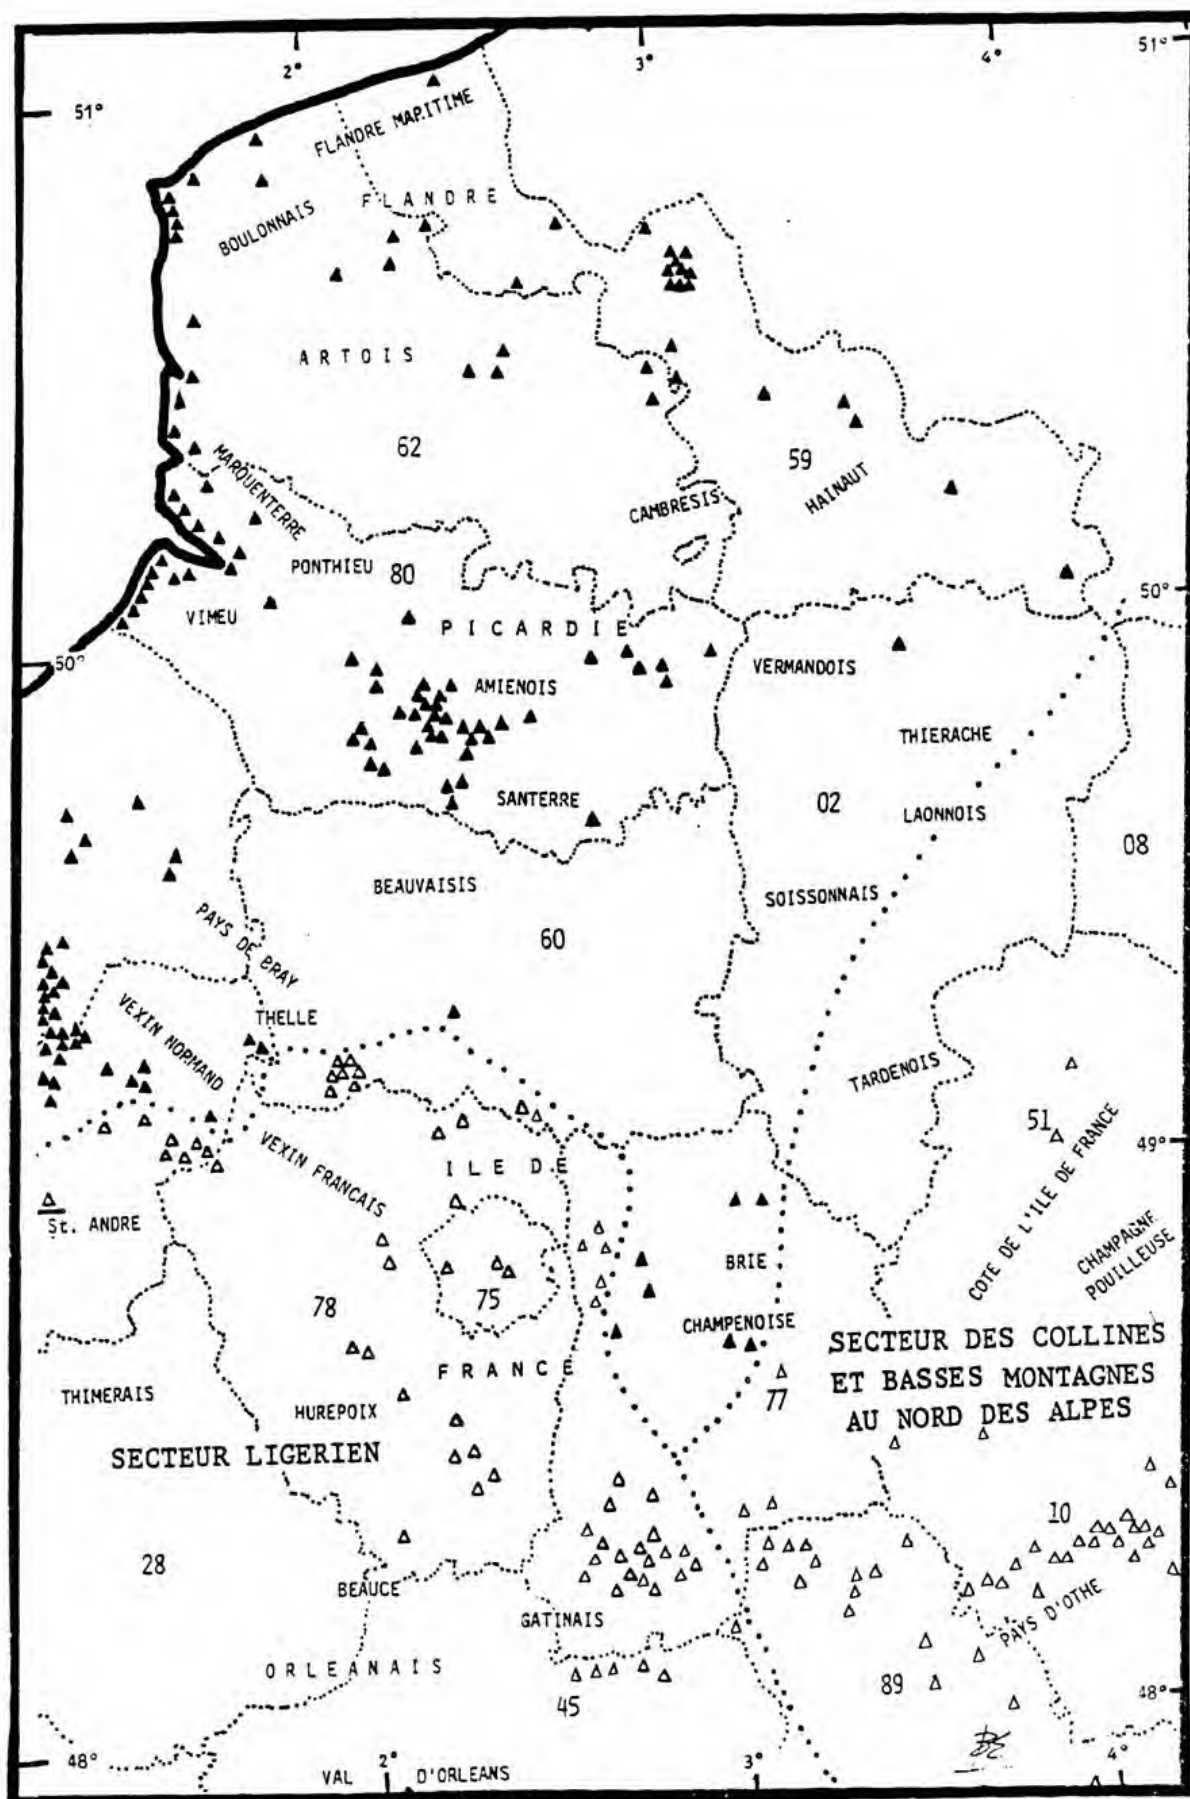 2°
3°
4°
51°
51°
FLANDRE MARITIME
FLANDRE
BOULONNAIS
ARTOIS
62
59
MARQUENTERRE
CAMBRESIS
HAINAUT
PONTHIEU
80
50°
VIMEU
PICARDIE
50°
VERMANDOIS
AMIENOIS
THIERACHE
SANTERRE
02
LAONNOIS
08
BEAUVAISIS
SOISSONNAIS
PAYS DE BRAY
60
VEXIN NORMAND
THELLE
TARDENOIS
51
49°
VEXIN FRANCAIS
ILE DE
COTE DE L'ILE DE FRANCE
St. ANDRE
CHAMPAGNE
POUILLEUSE
BRIE
78
75
CHAMPENOISE
SECTEUR DES COLLINES
ET BASSES MONTAGNES
AU NORD DES ALPES
FRANCE
77
THIMERAIS
HUREPOIX
SECTEUR LIGERIEN
10
28
BEAUCE
GATINAIS
PAYS D'OTHE
ORLEANAIS
45
89
48°
48°
2°
3°
4°
VAL D'ORLEANS